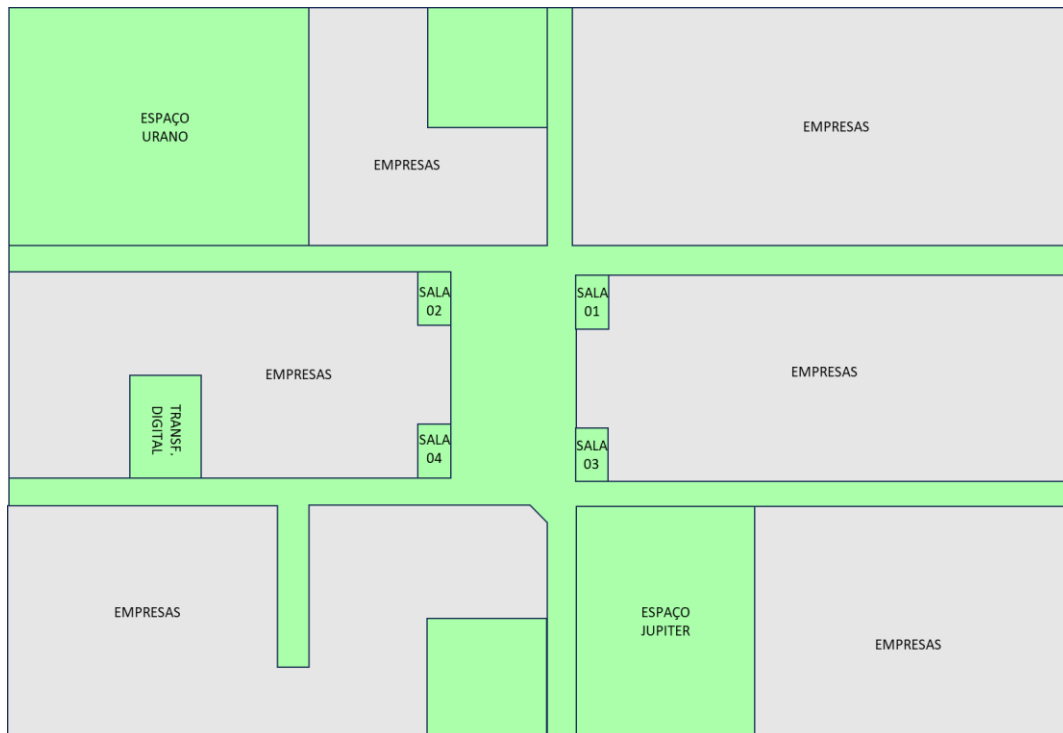 ESPAÇO
URANO
EMPRESAS
EMPRESAS
SALA
02
SALA
01
EMPRESAS
EMPRESAS
TRANSF.
DIGITAL
SALA
04
SALA
03
EMPRESAS
ESPAÇO
JUPITER
EMPRESAS